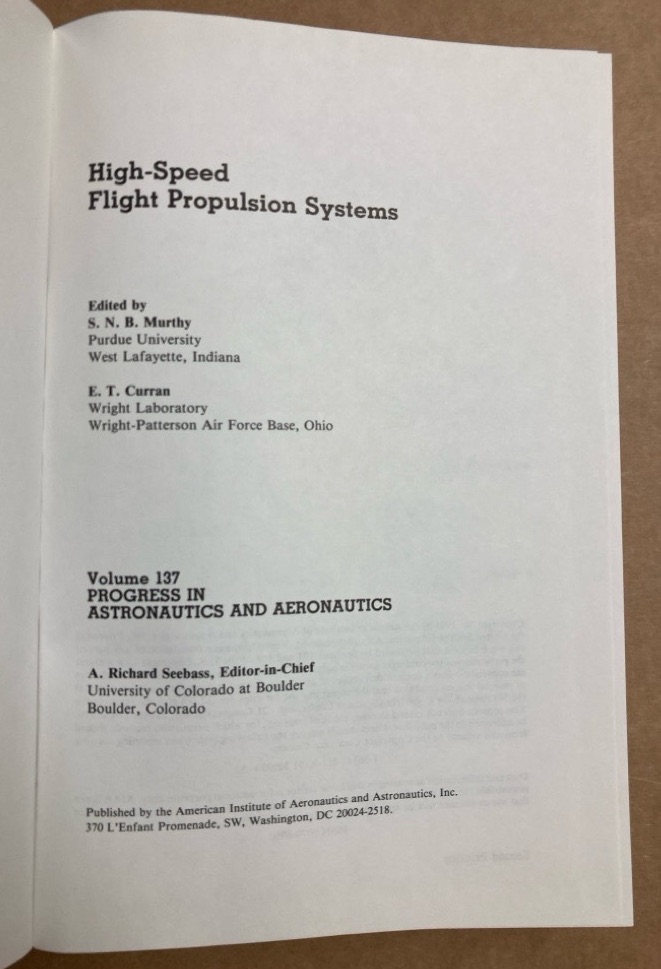 High-Speed
Flight Propulsion Systems
Edited by
S. N. B. Murthy
Purdue University
West Lafayette, Indiana
E. T. Curran
Wright Laboratory
Wright-Patterson Air Force Base, Ohio
Volume 137
PROGRESS IN
ASTRONAUTICS AND AERONAUTICS
A. Richard Seebass, Editor-in-Chief
University of Colorado at Boulder
Boulder, Colorado
Published by the American Institute of Aeronautics and Astronautics, Inc.
370 L'Enfant Promenade, SW, Washington, DC 20024-2518.